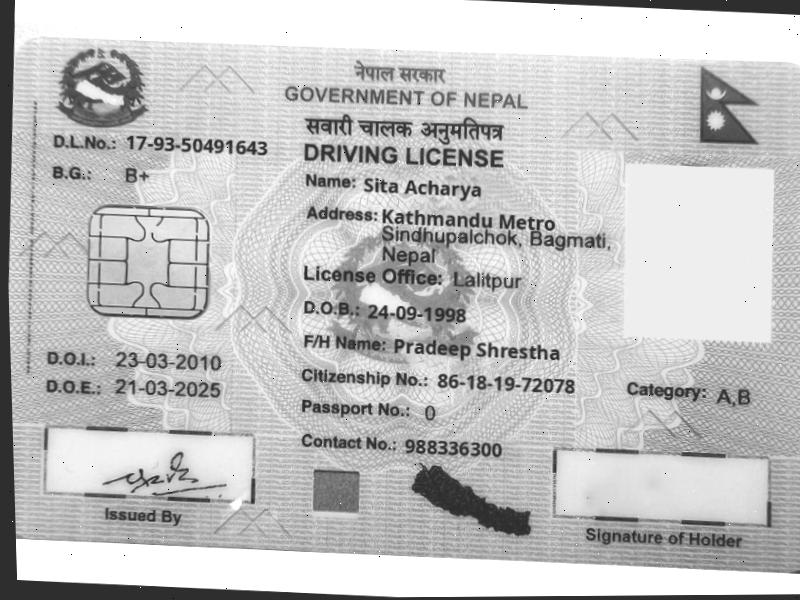 नेपाल सरकार
GOVERNMENT OF NEPAL
सवारी चालक अनुमतिपत्र
DRIVING LICENSE
D.L.No.: 17-93-50491643
B.G.: B+
Name: Sita Acharya
Address: Kathmandu Metro
Sindhupalchok, Bagmati,
Nepal
License Office: Lalitpur
D.O.B.: 24-09-1998
F/H Name: Pradeep Shrestha
D.O.I.: 23-03-2010
D.O.E.: 21-03-2025
Citizenship No.: 86-18-19-72078
Category: A,B
Passport No.: 0
Contact No.: 988336300
Issued By
Signature of Holder